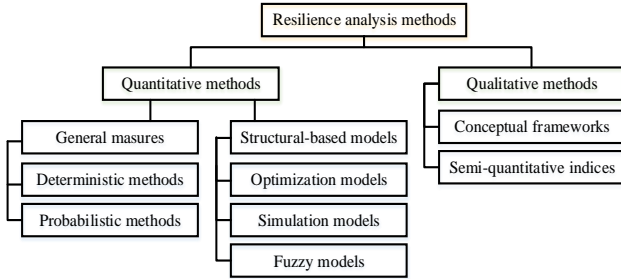 Resilience analysis methods
Quantitative methods
Qualitative methods
General masures
Structural-based models
Conceptual frameworks
Deterministic methods
Optimization models
Semi-quantitative indices
Probabilistic methods
Simulation models
Fuzzy models